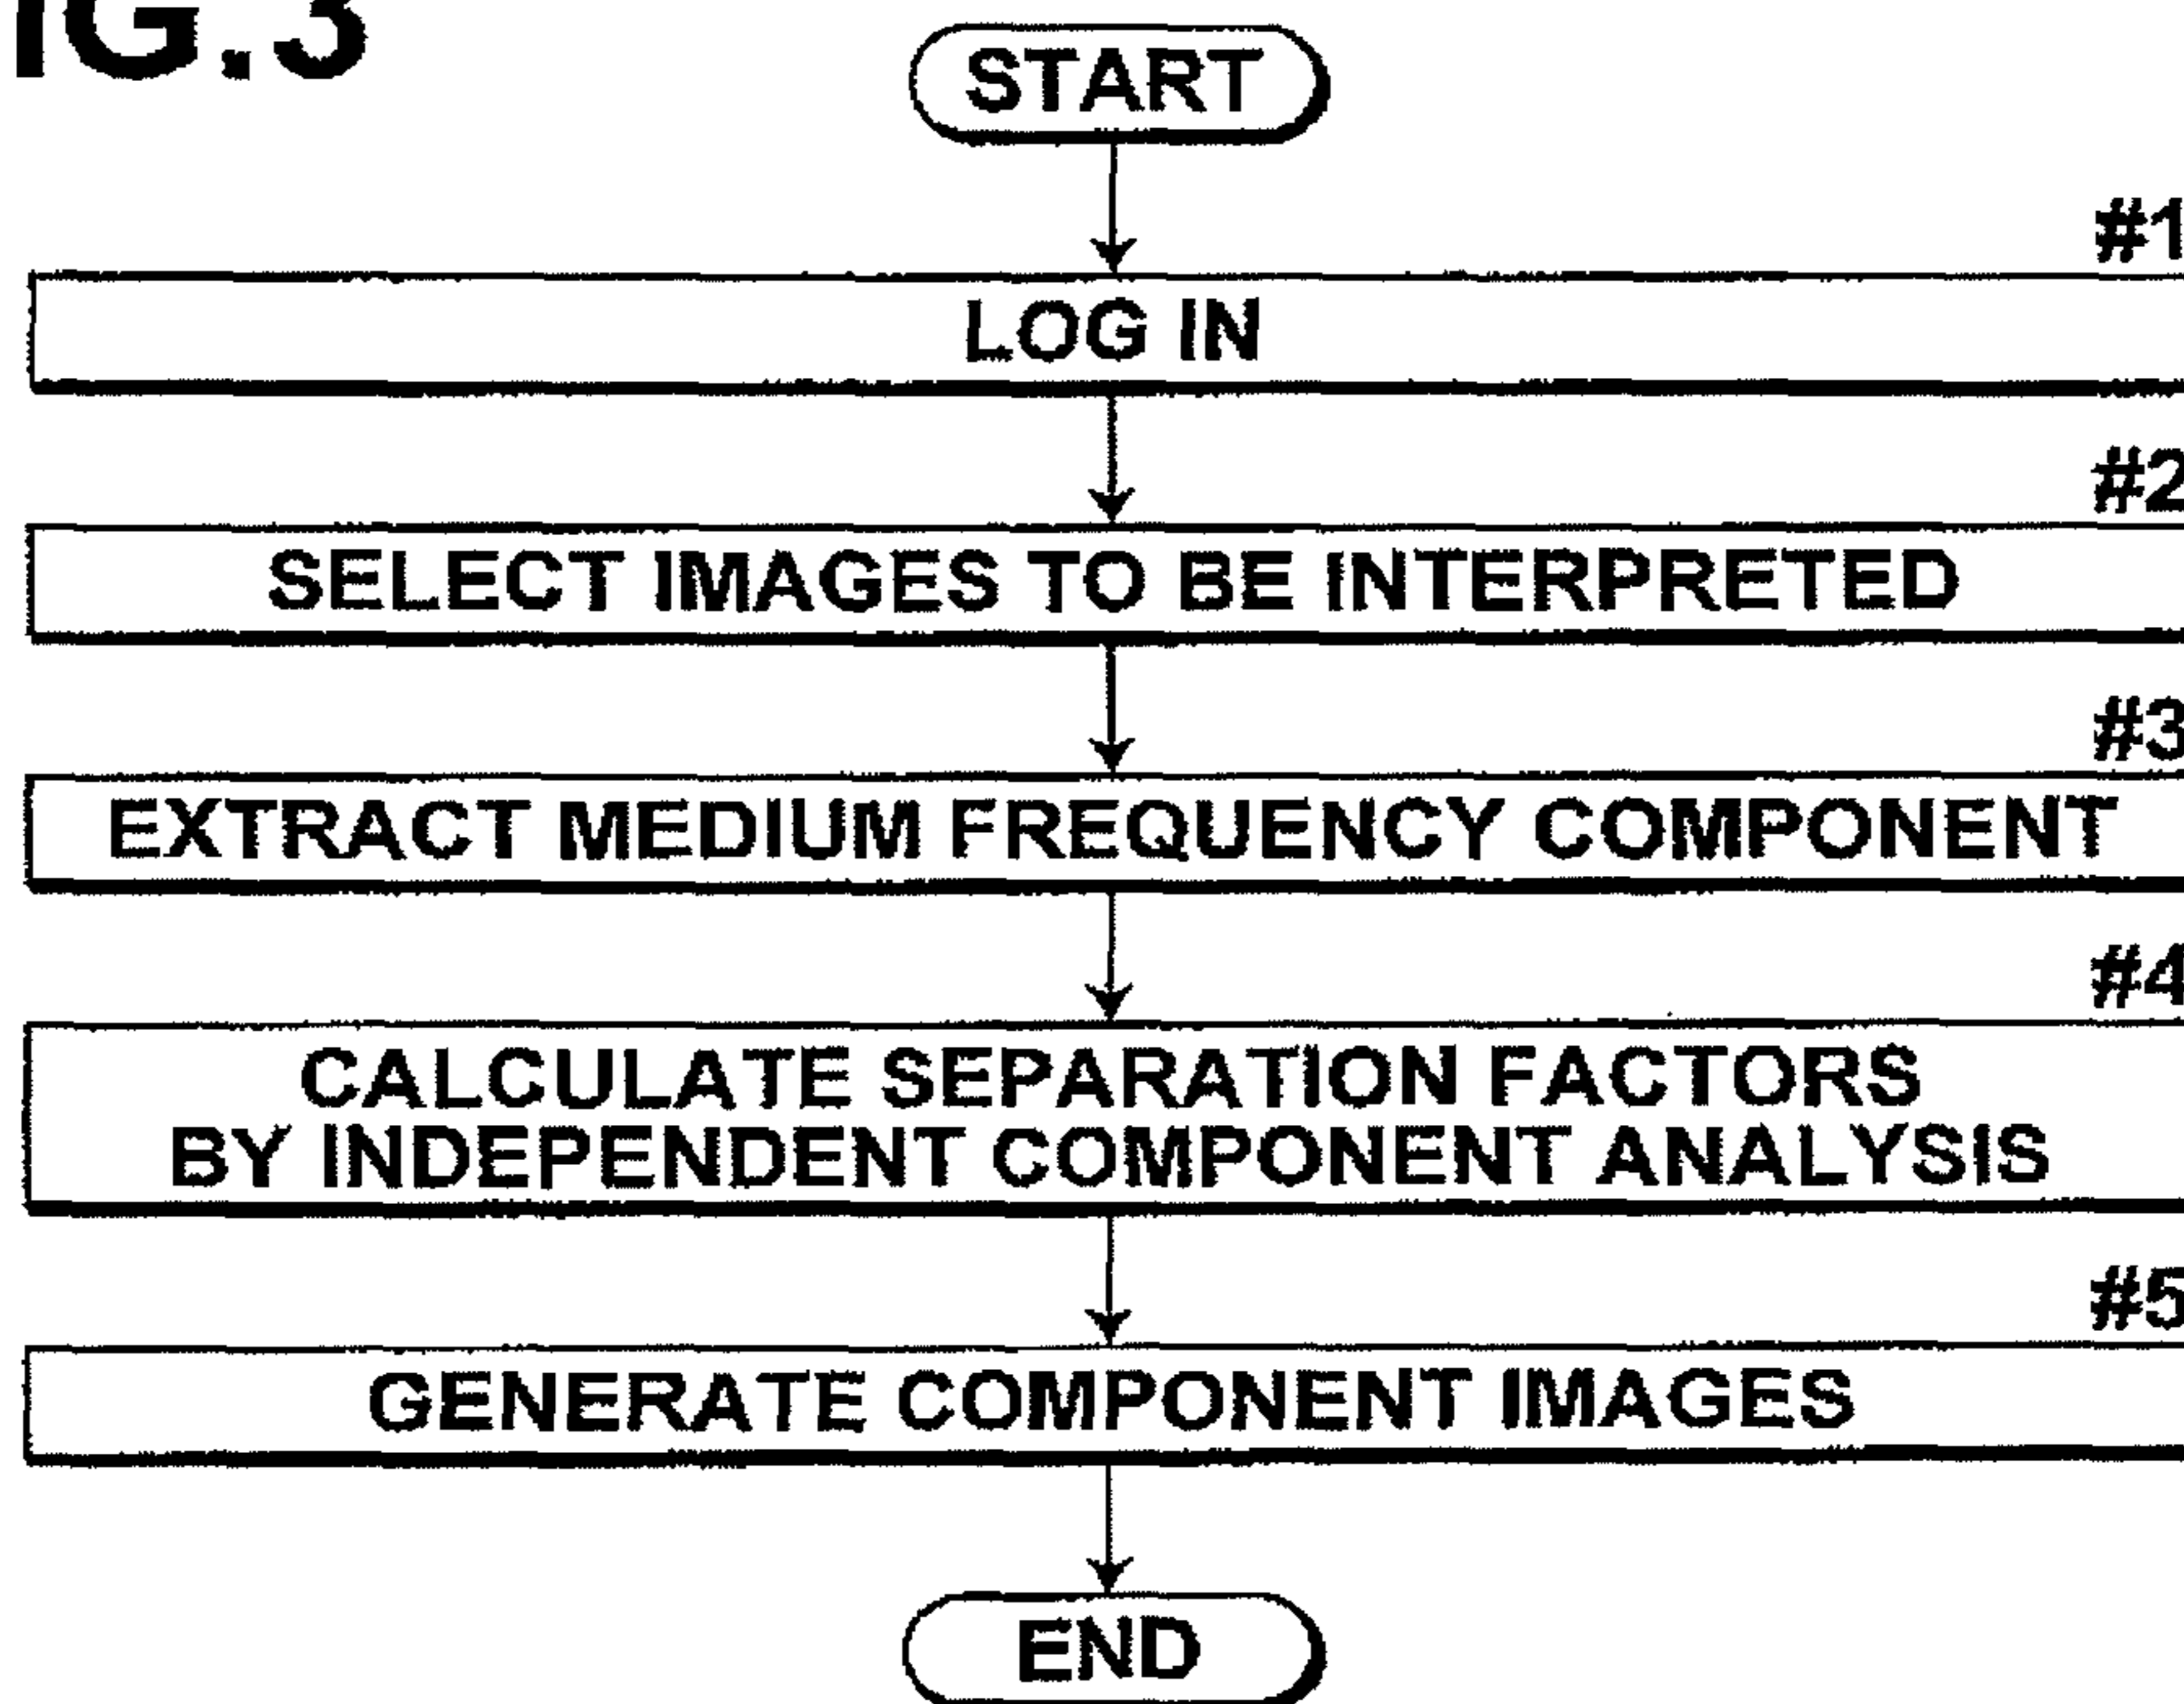 IG.3
START
#1
LOG IN
#2
SELECT IMAGES TO BE INTERPRETED
#3
EXTRACT MEDIUM FREQUENCY COMPONENT
#4
CALCULATE SEPARATION FACTORS
BY INDEPENDENT COMPONENT ANALYSIS
#5
GENERATE COMPONENT IMAGES
END